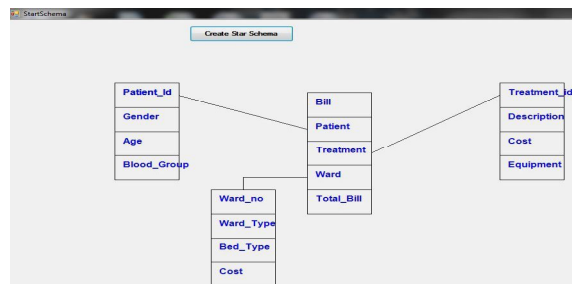 StartSchema
Create Star Schema
Patient_Id
Gender
Age
Blood_Group
Bill
Patient
Treatment
Ward
Total_Bill
Treatment_id
Description
Cost
Equipment
Ward_no
Ward_Type
Bed_Type
Cost